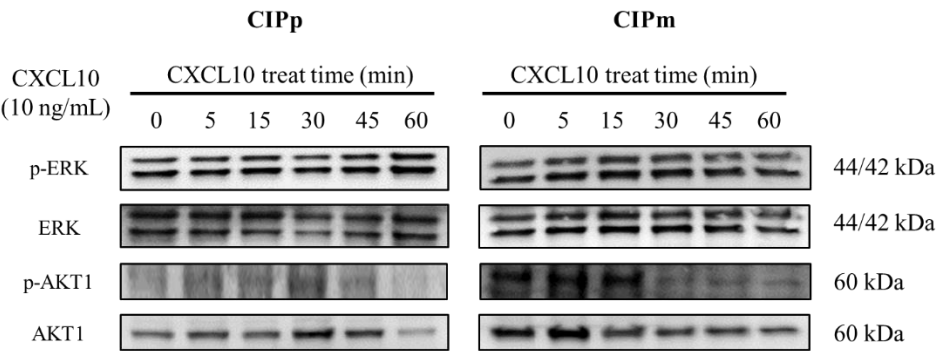 CIPp CIPm
CXCL10 (10 ng/mL) CXCL10 treat time (min) CXCL10 treat time (min)
0 5 15 30 45 60 0 5 15 30 45 60
p-ERK 44/42 kDa
ERK 44/42 kDa
p-AKT1 60 kDa
AKT1 60 kDa